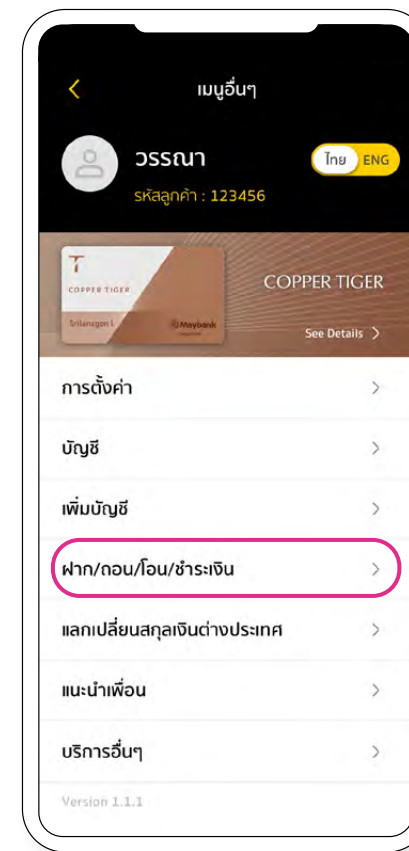 เมนูอื่นๆ
วรรณา
ไทย ENG
รหัสลูกค้า : 123456
T
COPPER TIGER
COPPER TIGER
Maybank
See Details
การตั้งค่า
บัญชี
เพิ่มบัญชี
ฝาก/ถอน/โอน/ชำระเงิน
แลกเปลี่ยนสกุลเงินต่างประเทศ
แนะนำเพื่อน
บริการอื่นๆ
Version 1.1.1